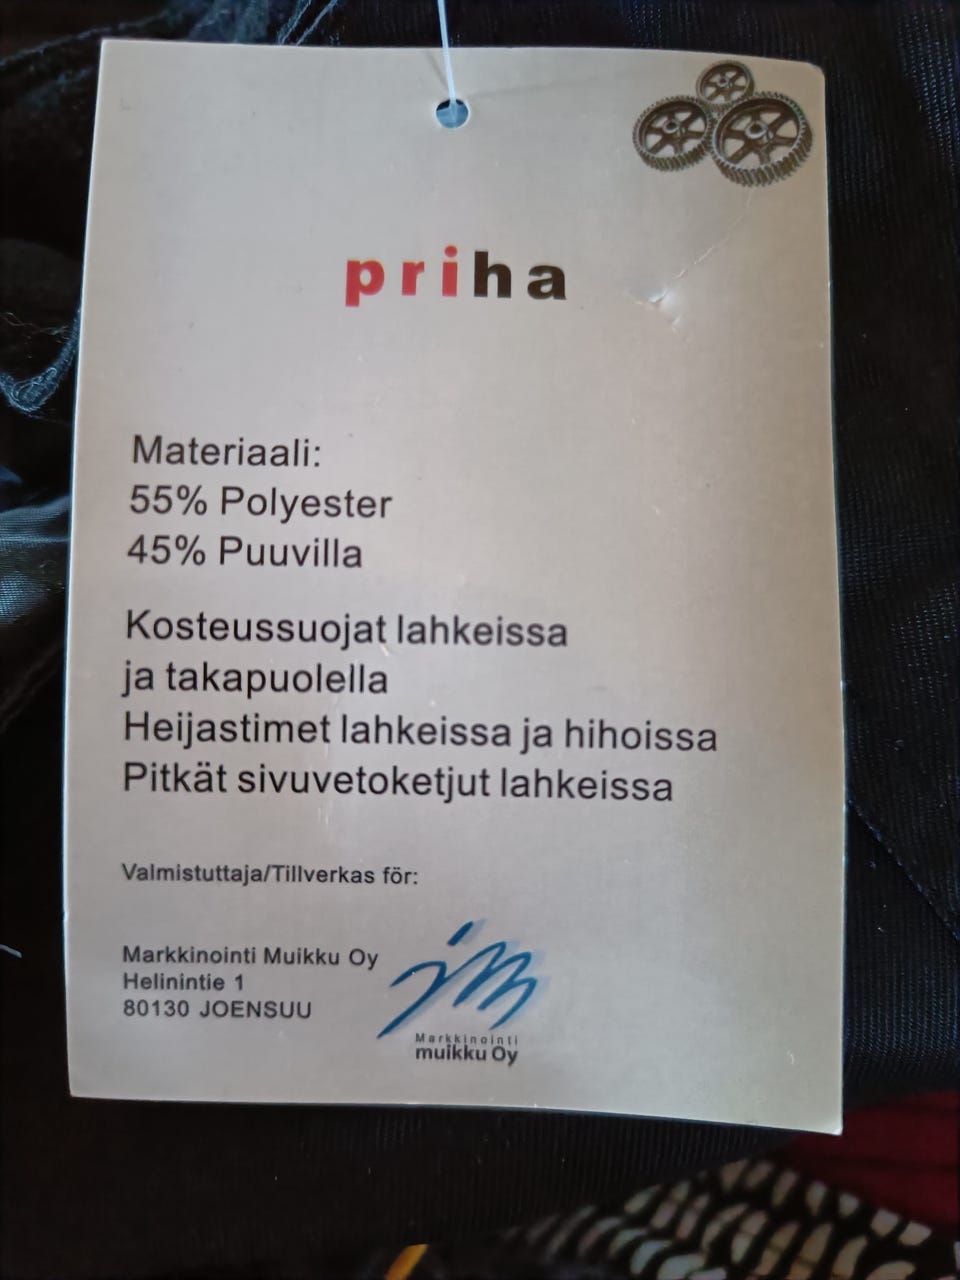 priha
Materiaali:
55% Polyester
45% Puuvilla
Kosteussuojat lahkeissa
ja takapuolella
Heijastimet lahkeissa ja hihoissa
Pitkät sivuvetoketjut lahkeissa
Valmistuttaja/Tillverkas för:
Markkinointi Muikku Oy
Helinintie 1
80130 JOENSUU
Markkinointi
muikku Oy